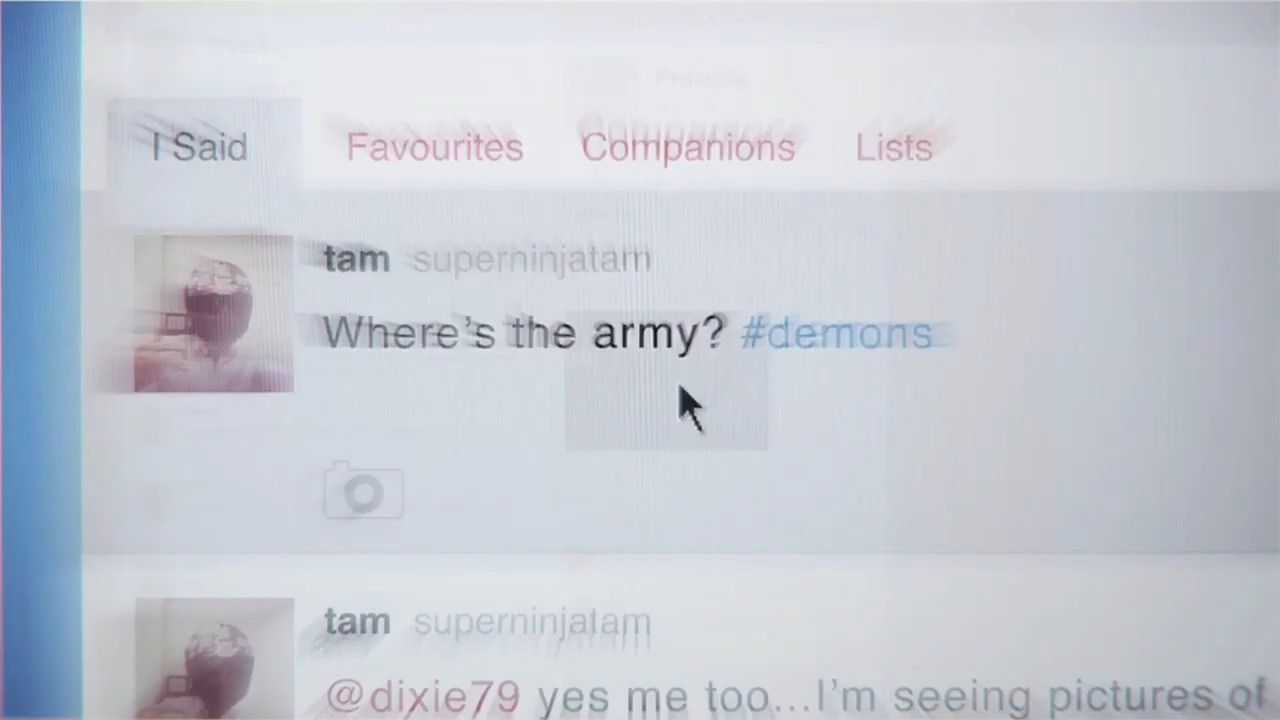 I Said Favourites Companions Lists
tam superninjatam
Where's the army? #demons
tam superninjatam
@dixie79 yes me too...I'm seeing pictures of